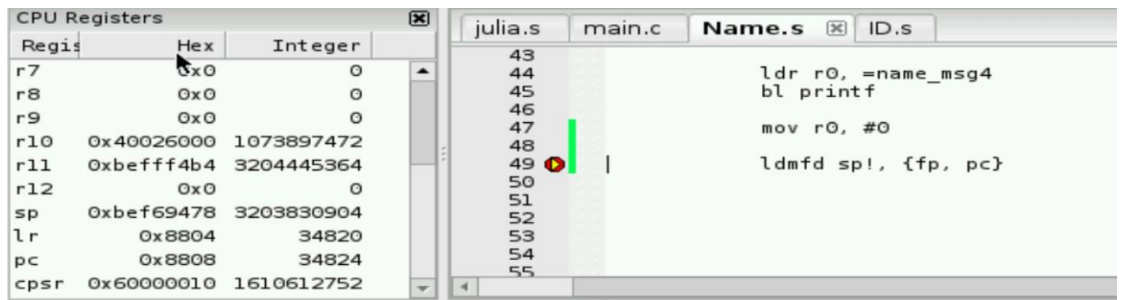 CPU Registers
Regis Hex Integer
r7 0x0 0
r8 0x0 0
r9 0x0 0
r10 0x40026000 1073897472
r11 0xbefff4b4 3204445364
r12 0x0 0
sp 0xbef69478 3203830904
lr 0x8804 34820
pc 0x8808 34824
cpsr 0x60000010 1610612752
julia.s main.c Name.s ID.s
43
44 ldr r0, =name_msg4
45 bl printf
46
47 mov r0, #0
48
49 ldmfd sp!, {fp, pc}
50
51
52
53
54
55